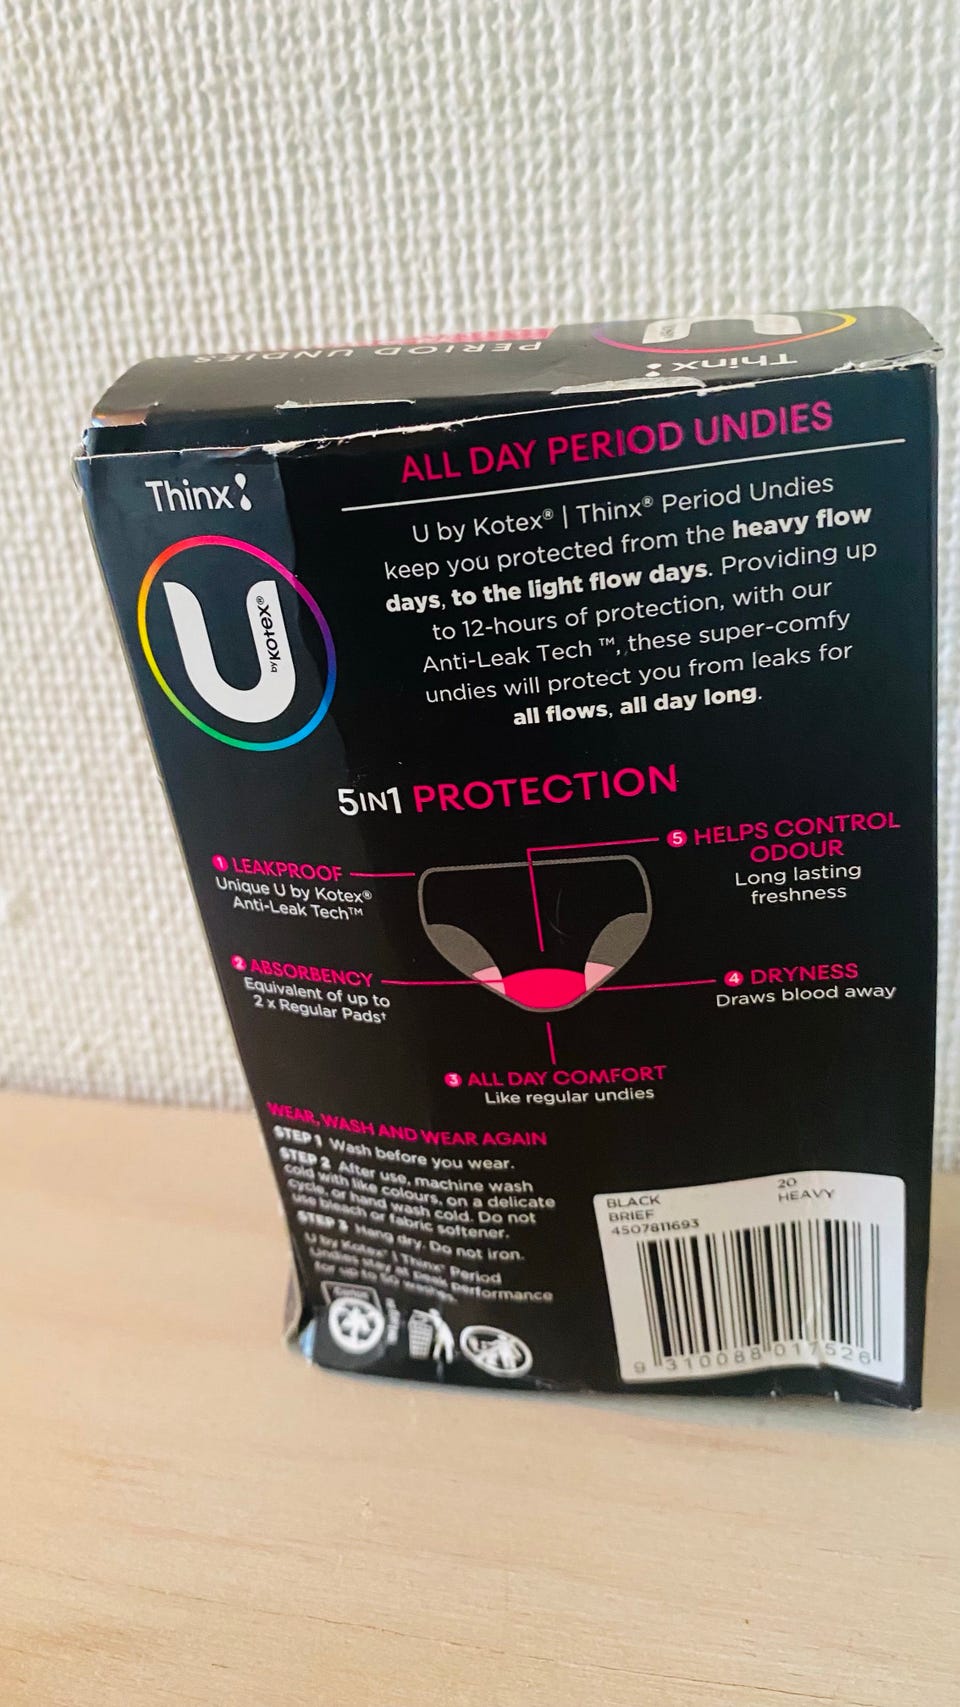 PERIOD UNDIES
Thinx
U by Kotex
Thinx
U by Kotex®
ALL DAY PERIOD UNDIES
U by Kotex® | Thinx® Period Undies
keep you protected from the heavy flow
days, to the light flow days. Providing up
to 12-hours of protection, with our
Anti-Leak Tech ™, these super-comfy
undies will protect you from leaks for
all flows, all day long.
5IN1 PROTECTION
1 LEAKPROOF
Unique U by Kotex®
Anti-Leak Tech™
2 ABSORBENCY
Equivalent of up to
2 x Regular Pads†
3 ALL DAY COMFORT
Like regular undies
4 DRYNESS
Draws blood away
5 HELPS CONTROL
ODOUR
Long lasting
freshness
WEAR, WASH AND WEAR AGAIN
STEP 1 Wash before you wear.
STEP 2 After use, machine wash
cold with like colours, on a delicate
cycle, or hand wash cold. Do not
use bleach or fabric softener.
STEP 3 Hang dry. Do not iron.
U by Kotex® | Thinx® Period
Undies stay at peak performance
for up to 50 washes.
BLACK
BRIEF
4507811693
20
HEAVY
9 310088 017526